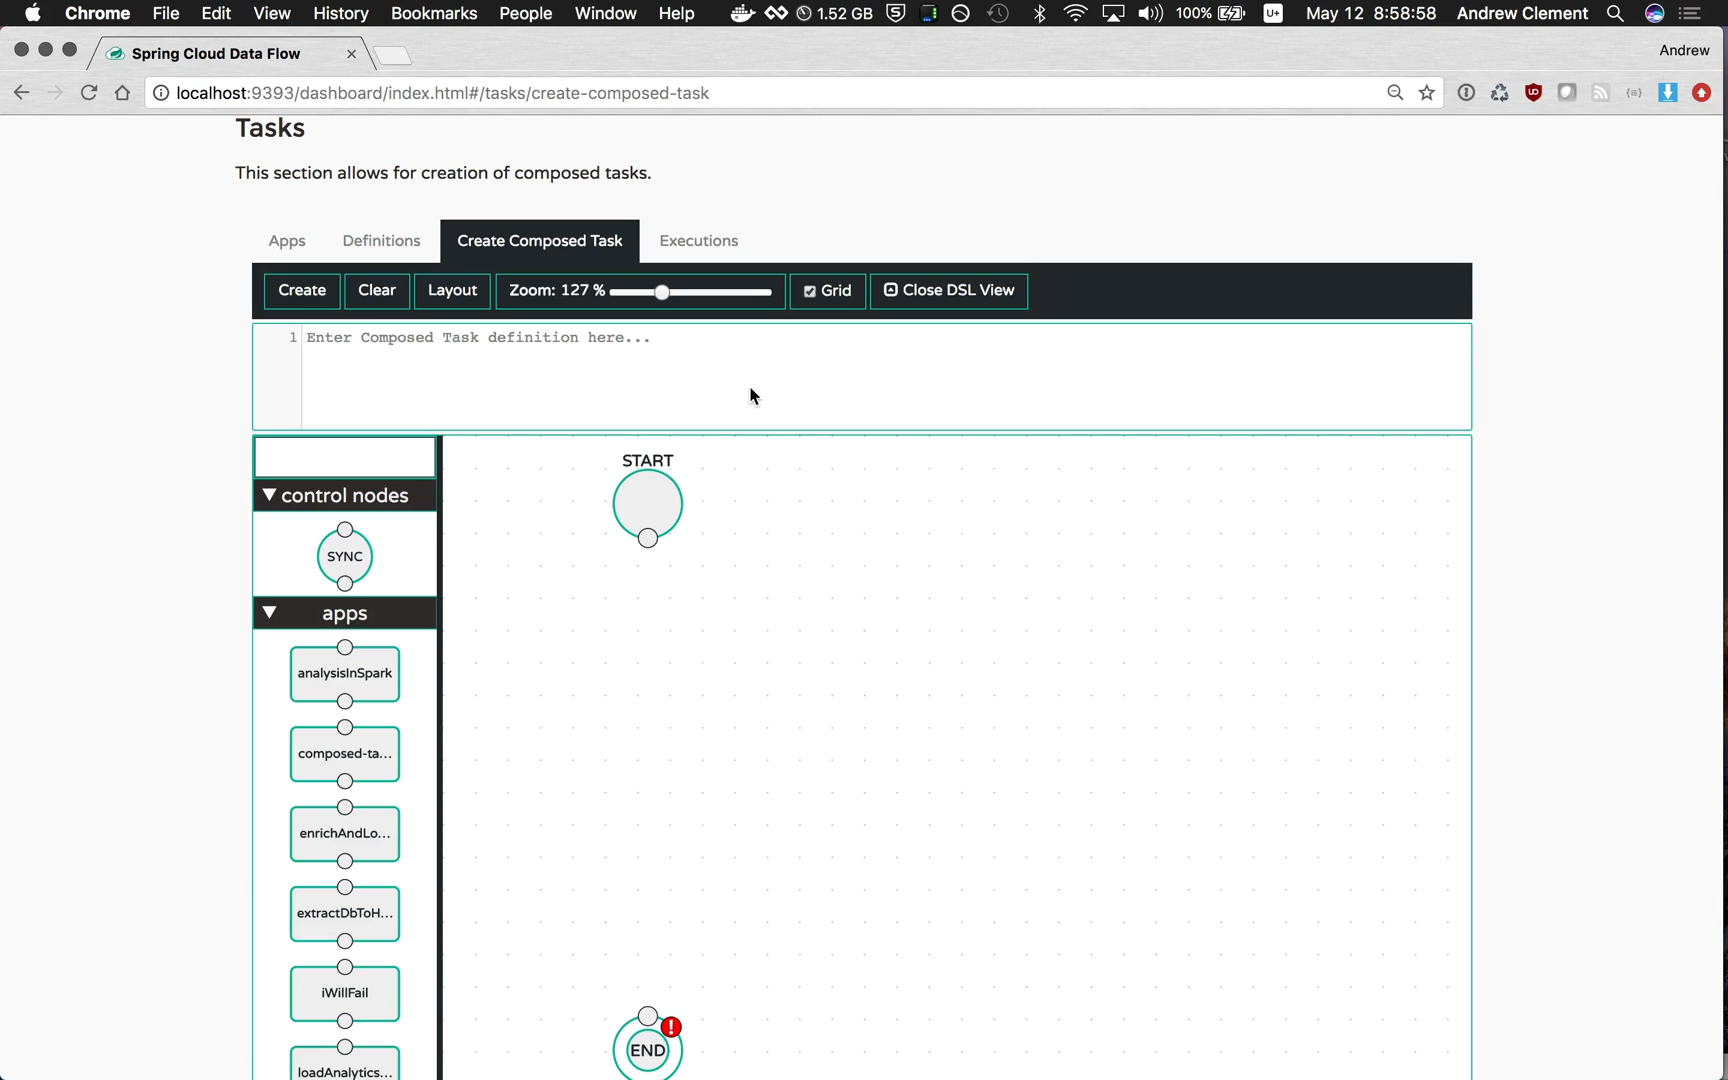 Chrome File Edit View History Bookmarks People Window Help 1.52 GB 5 100% U+ May 12 8:58:58 Andrew Clement
Spring Cloud Data Flow Andrew
localhost:9393/dashboard/index.html#/tasks/create-composed-task
Tasks
This section allows for creation of composed tasks.
Apps Definitions Create Composed Task Executions
Create Clear Layout Zoom: 127 % Grid Close DSL View
1 Enter Composed Task definition here...
START
control nodes
SYNC
apps
analysisInSpark
composed-ta...
enrichAndLo...
extractDbToH...
iWillFail
END
loadAnalytics...